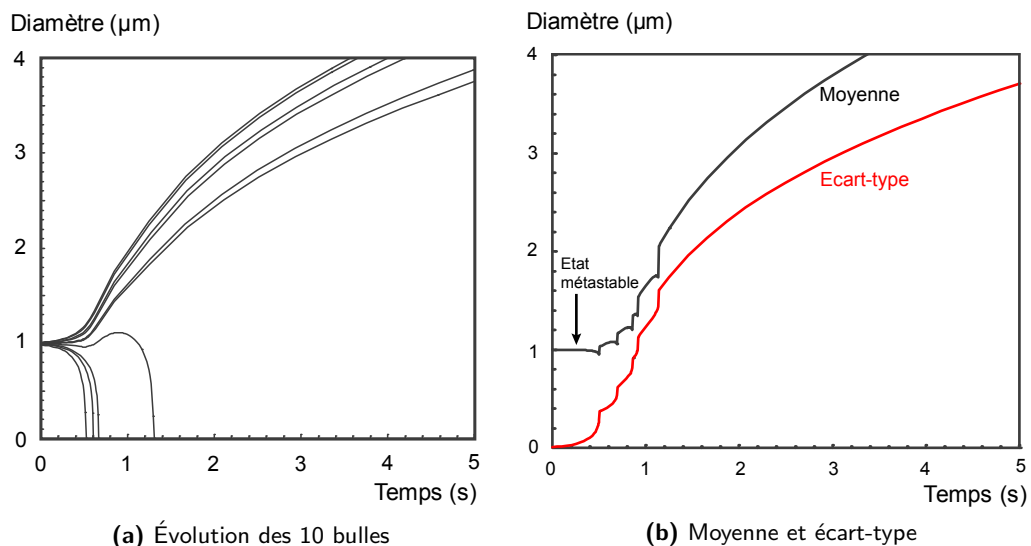 Diamètre (µm)
4
3
2
1
0
0 1 2 3 4 5
Temps (s)
(a) Évolution des 10 bulles
Diamètre (µm)
4
3
2
1
0
Moyenne
Ecart-type
Etat
métastable
0 1 2 3 4 5
Temps (s)
(b) Moyenne et écart-type